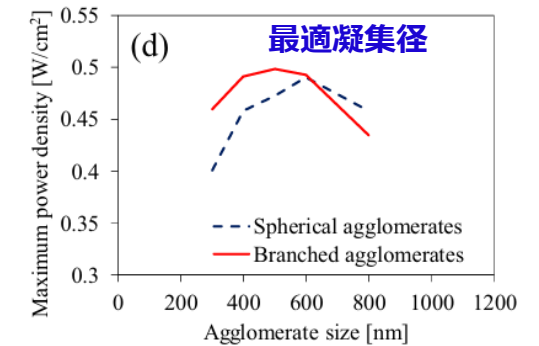 (d)
最適凝集径
Maximum power density [W/cm²]
0.55
0.5
0.45
0.4
0.35
0.3
Spherical agglomerates
Branched agglomerates
0 200 400 600 800 1000 1200
Agglomerate size [nm]